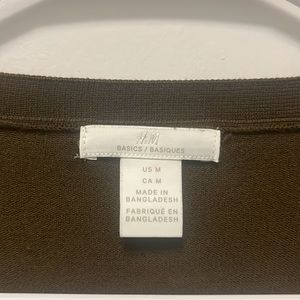 H&M
BASICS / BASIQUES
US M
CA M
MADE IN
BANGLADESH
FABRIQUÉ EN
BANGLADESH